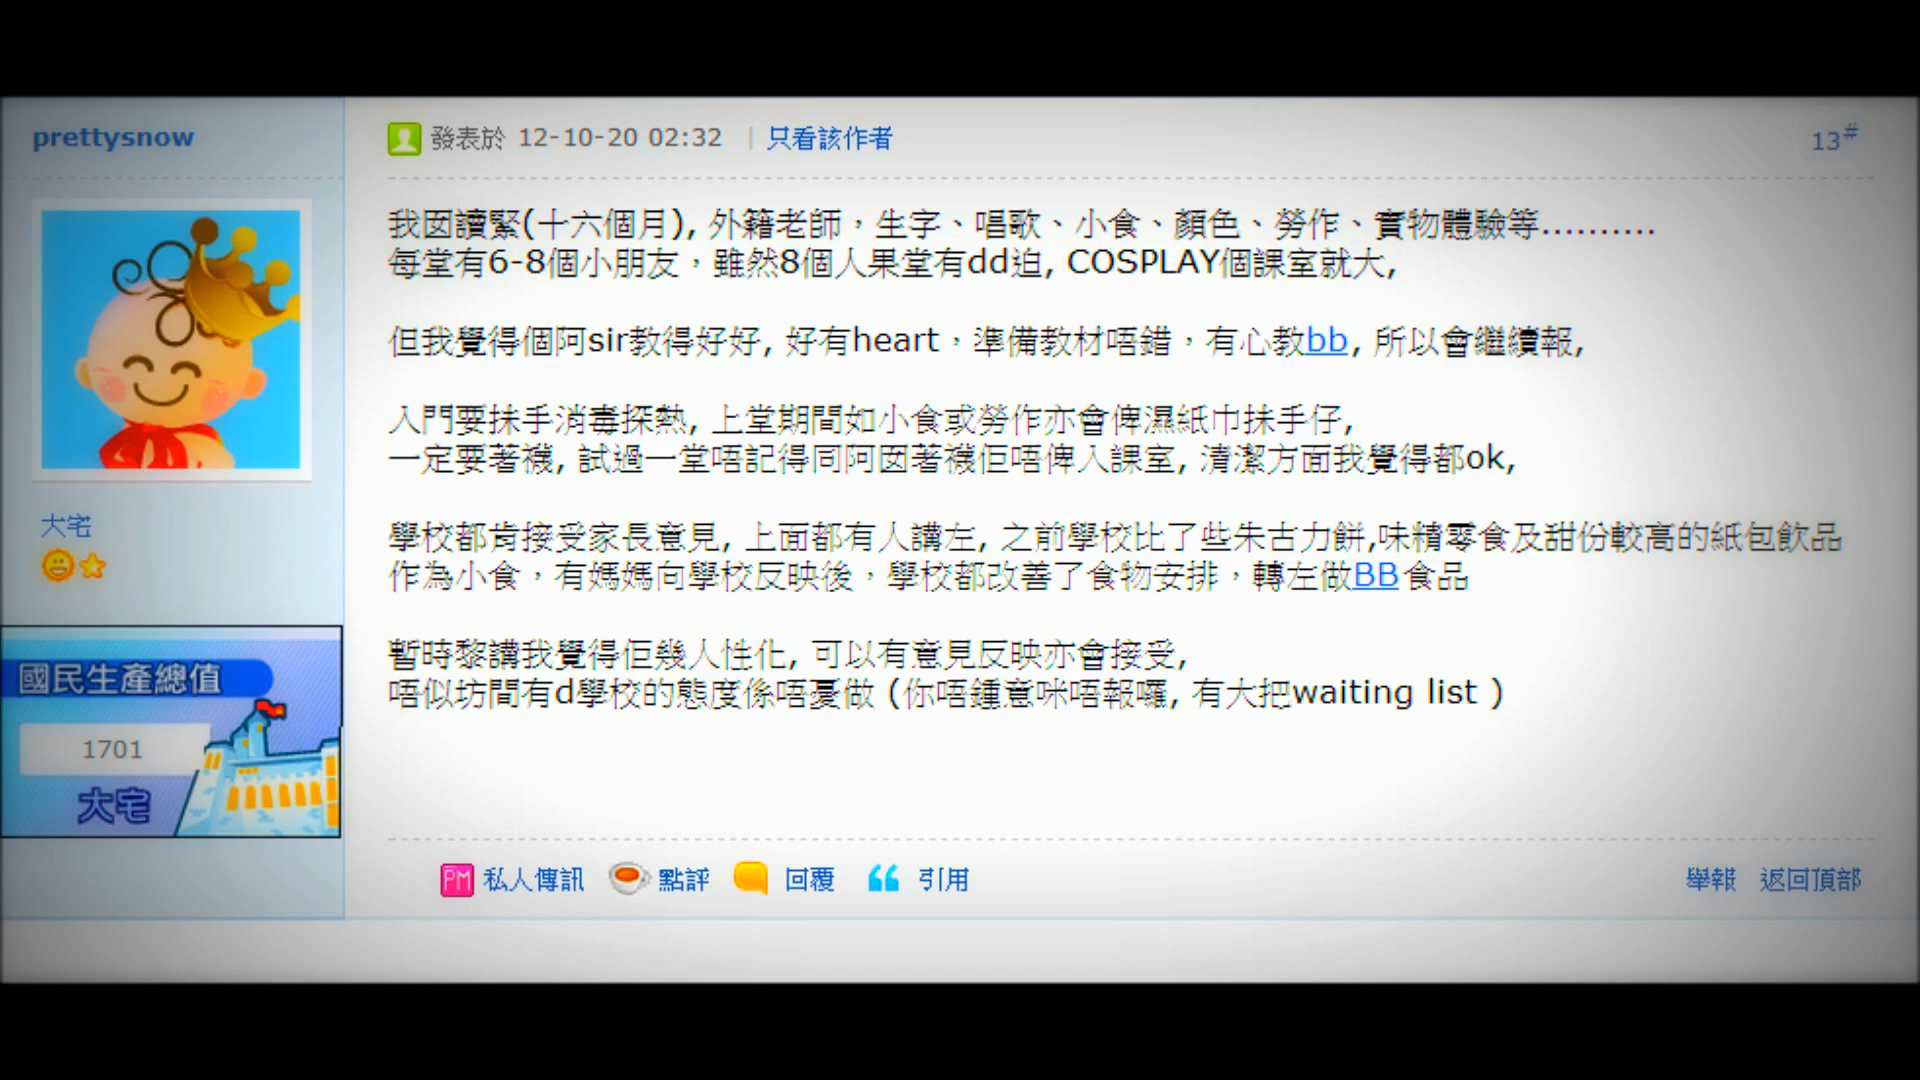 prettysnow
發表於 12-10-20 02:32 | 只看該作者
13#
我囡讀緊(十六個月), 外籍老師，生字、唱歌、小食、顏色、勞作、實物體驗等..........
每堂有6-8個小朋友，雖然8個人果堂有dd迫, COSPLAY個課室就大,
但我覺得個阿sir教得好好, 好有heart，準備教材唔錯，有心教bb, 所以會繼續報,
入門要抹手消毒探熱, 上堂期間如小食或勞作亦會俾濕紙巾抹手仔,
一定要著襪, 試過一堂唔記得同阿囡著襪佢唔俾入課室, 清潔方面我覺得都ok,
學校都肯接受家長意見, 上面都有人講左, 之前學校比了些朱古力餅,味精零食及甜份較高的紙包飲品
作為小食，有媽媽向學校反映後，學校都改善了食物安排，轉左做BB食品
暫時黎講我覺得佢幾人性化, 可以有意見反映亦會接受,
唔似坊間有d學校的態度係唔憂做 (你唔鍾意咪唔報囉, 有大把waiting list )
大宅
國民生產總值
1701
大宅
PM 私人傳訊 點評 回覆 引用
舉報 返回頂部